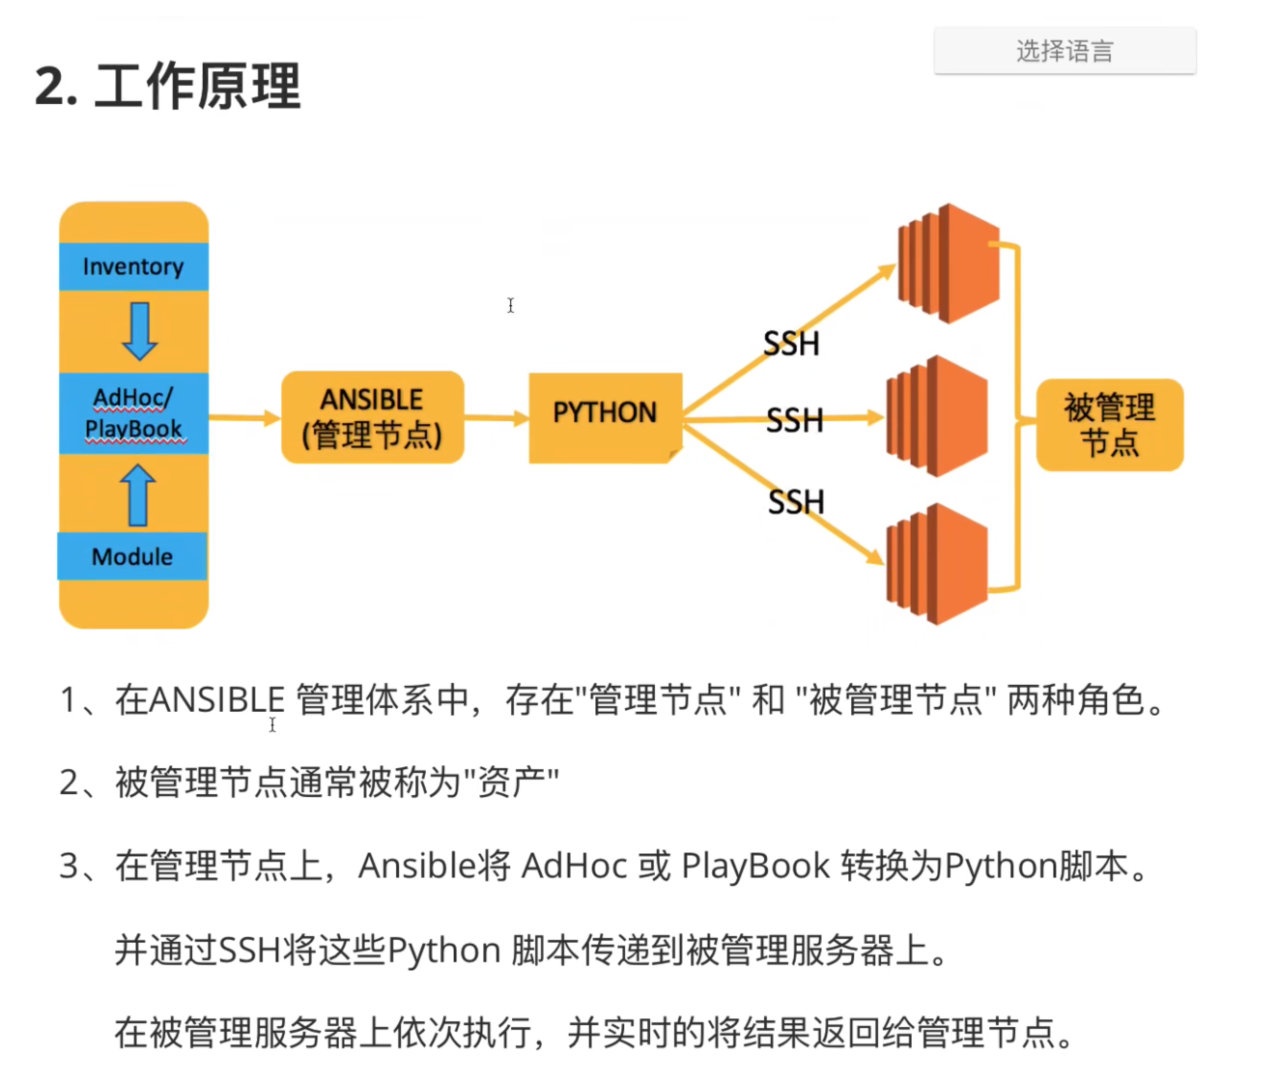 选择语言
2. 工作原理
Inventory
AdHoc/
PlayBook
Module
ANSIBLE
(管理节点)
PYTHON
SSH
SSH
SSH
被管理
节点
1、在ANSIBLE 管理体系中，存在"管理节点" 和 "被管理节点" 两种角色。
2、被管理节点通常被称为"资产"
3、在管理节点上，Ansible将 AdHoc 或 PlayBook 转换为Python脚本。
并通过SSH将这些Python 脚本传递到被管理服务器上。
在被管理服务器上依次执行，并实时的将结果返回给管理节点。